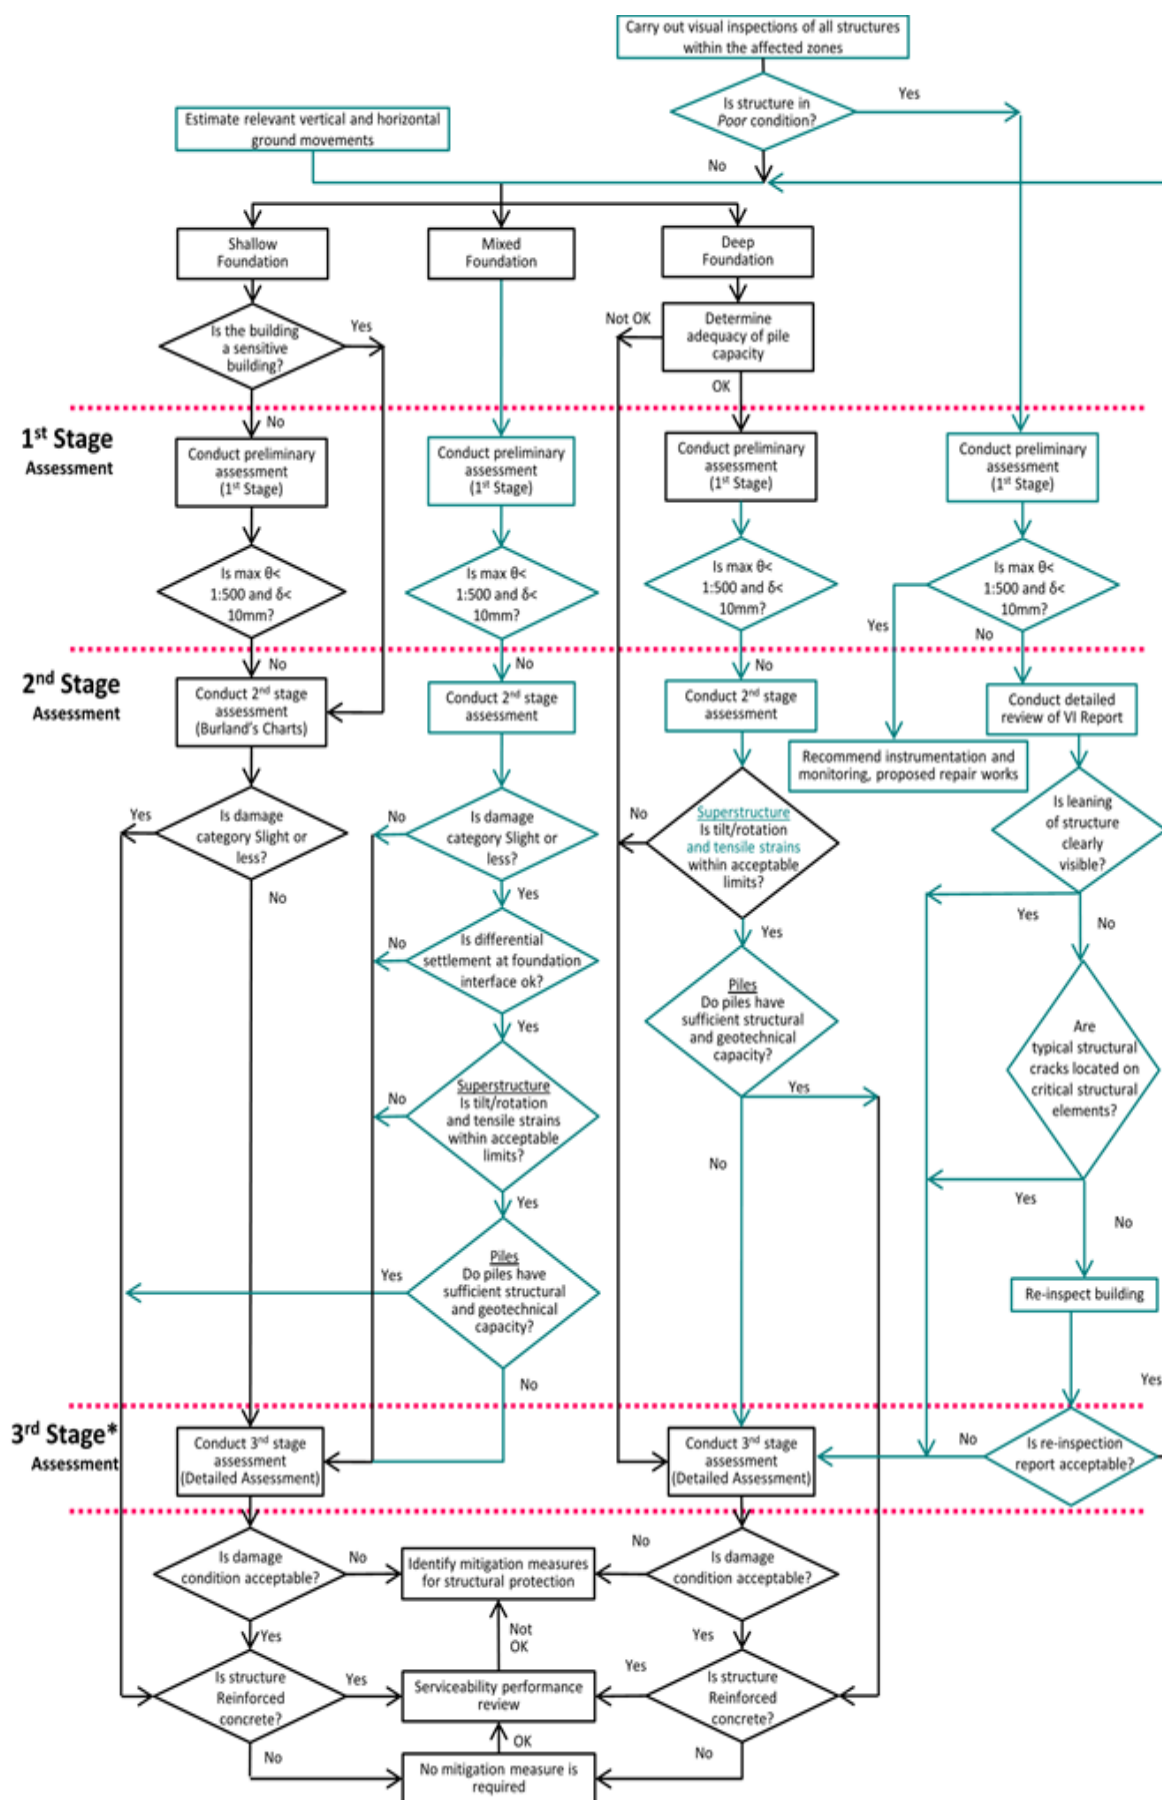 Carry out visual inspections of all structures
within the affected zones
Is structure in
Poor condition?
Yes
No
Estimate relevant vertical and horizontal
ground movements
Shallow
Foundation
Mixed
Foundation
Deep
Foundation
Is the building
a sensitive
building?
Yes
No
Not OK
Determine
adequacy of pile
capacity
OK
1st Stage
Assessment
Conduct preliminary
assessment
(1st Stage)
Conduct preliminary
assessment
(1st Stage)
Conduct preliminary
assessment
(1st Stage)
Conduct preliminary
assessment
(1st Stage)
Is max θ<
1:500 and δ<
10mm?
Is max θ<
1:500 and δ<
10mm?
Is max θ<
1:500 and δ<
10mm?
Is max θ<
1:500 and δ<
10mm?
Yes
No
No
No
No
2nd Stage
Assessment
Conduct 2nd stage
assessment
(Burland's Charts)
Conduct 2nd stage
assessment
Conduct 2nd stage
assessment
Conduct detailed
review of VI Report
Recommend instrumentation and
monitoring, proposed repair works
Yes
Is damage
category Slight or
less?
No
No
Is damage
category Slight or
less?
Yes
No
Superstructure
Is tilt/rotation
and tensile strains
within acceptable
limits?
Yes
Is leaning
of structure
clearly
visible?
Yes
No
No
Is differential
settlement at foundation
interface ok?
Yes
Piles
Do piles have
sufficient structural
and geotechnical
capacity?
Yes
No
Are
typical structural
cracks located on
critical structural
elements?
Yes
No
No
Superstructure
Is tilt/rotation
and tensile strains
within acceptable
limits?
Yes
Yes
Piles
Do piles have
sufficient structural
and geotechnical
capacity?
No
Re-inspect building
Yes
3rd Stage*
Assessment
Conduct 3rd stage
assessment
(Detailed Assessment)
Conduct 3rd stage
assessment
(Detailed Assessment)
No
Is re-inspection
report acceptable?
Is damage
condition acceptable?
No
Yes
Identify mitigation measures
for structural protection
No
Is damage
condition acceptable?
Yes
Not
OK
Is structure
Reinforced
concrete?
Yes
No
Serviceability performance
review
Yes
Is structure
Reinforced
concrete?
No
OK
No mitigation measure is
required